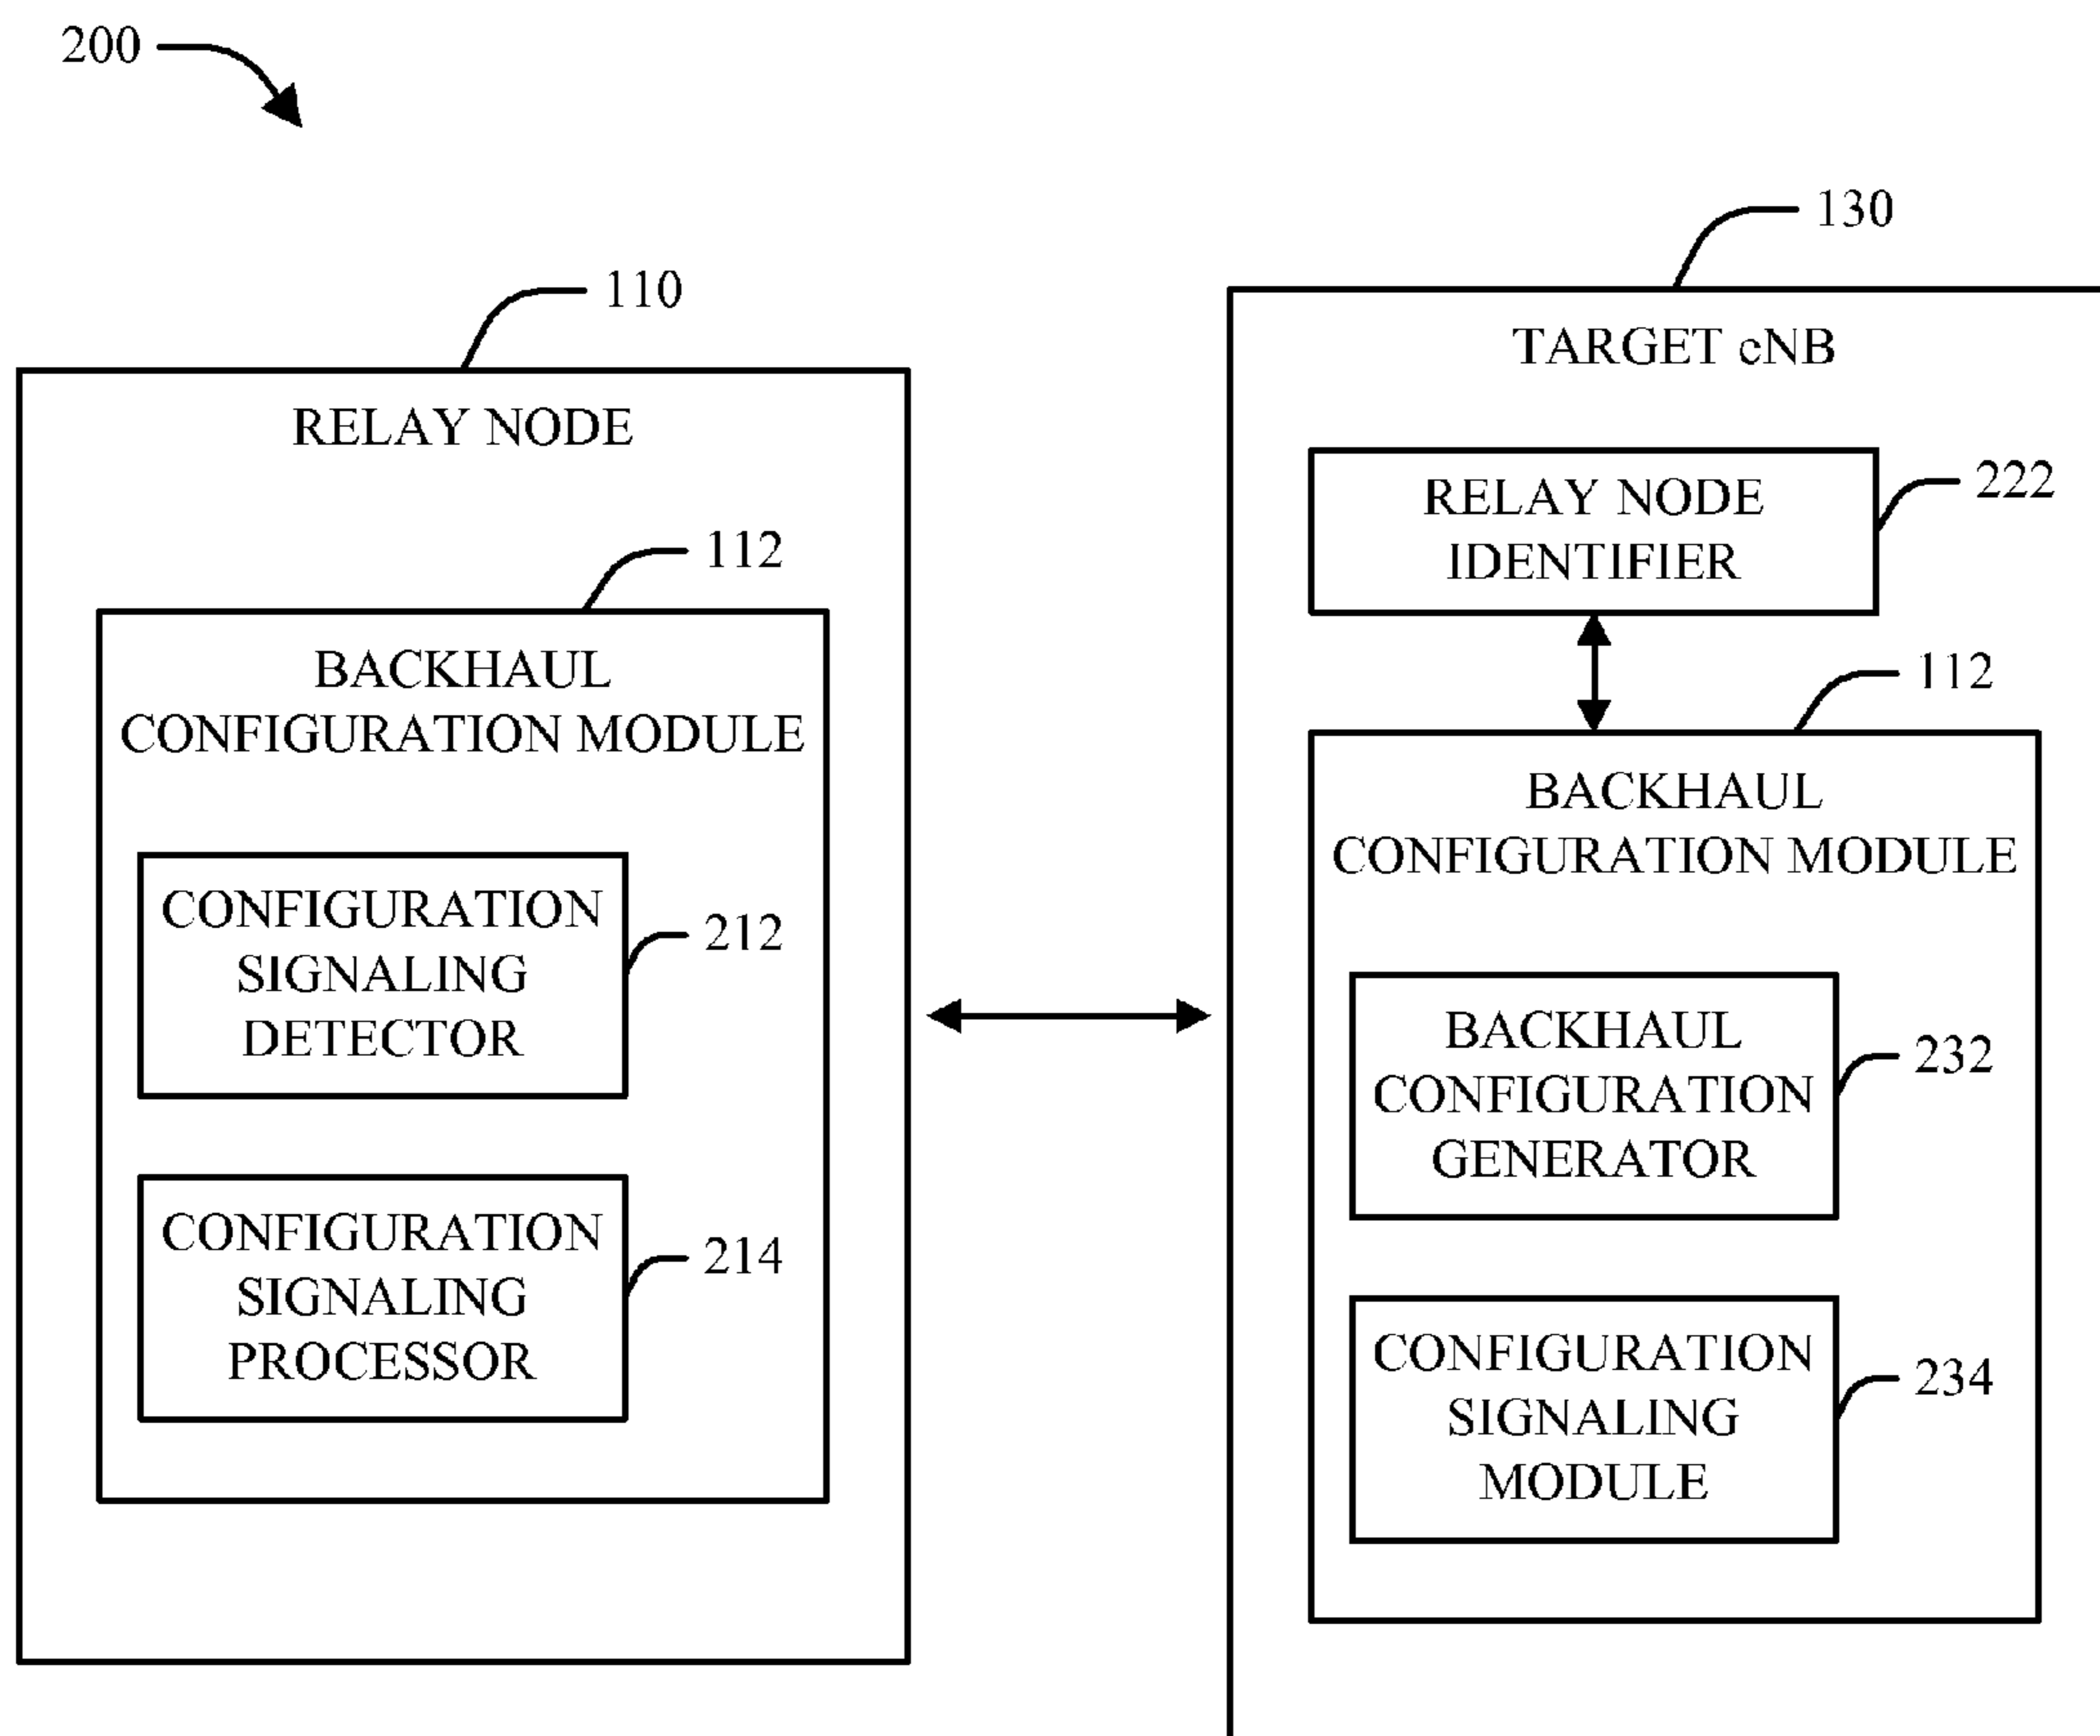 200
110
RELAY NODE
112
BACKHAUL
CONFIGURATION MODULE
CONFIGURATION
SIGNALING
DETECTOR
212
CONFIGURATION
SIGNALING
PROCESSOR
214
130
TARGET eNB
RELAY NODE
IDENTIFIER
222
112
BACKHAUL
CONFIGURATION MODULE
BACKHAUL
CONFIGURATION
GENERATOR
232
CONFIGURATION
SIGNALING
MODULE
234